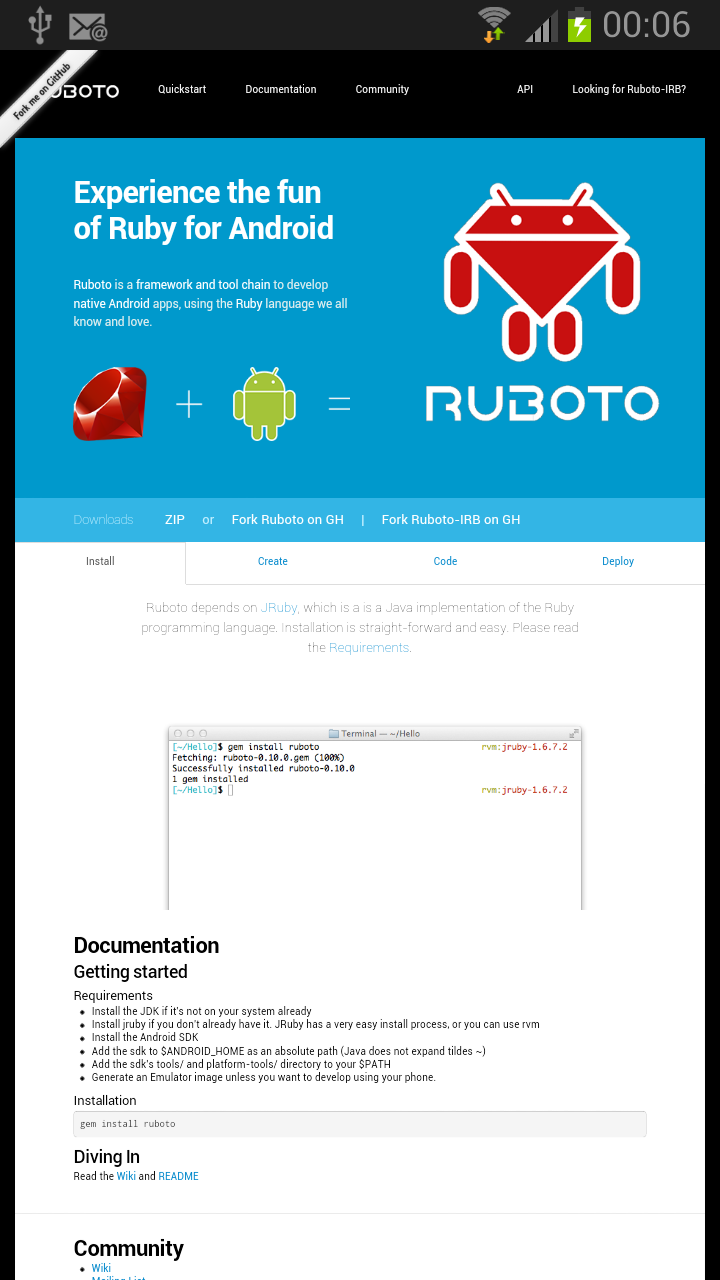 00:06
Fork me on GitHub
UBOTO
Quickstart
Documentation
Community
API
Looking for Ruboto-IRB?
Experience the fun
of Ruby for Android
Ruboto is a framework and tool chain to develop
native Android apps, using the Ruby language we all
know and love.
RUBOTO
Downloads ZIP or Fork Ruboto on GH | Fork Ruboto-IRB on GH
Install Create Code Deploy
Ruboto depends on JRuby, which is a is a Java implementation of the Ruby
programming language. Installation is straight-forward and easy. Please read
the Requirements.
Terminal — ~/Hello
[~/Hello]$ gem install ruboto rvm:jruby-1.6.7.2
Fetching: ruboto-0.10.0.gem (100%)
Successfully installed ruboto-0.10.0
1 gem installed
[~/Hello]$ rvm:jruby-1.6.7.2
Documentation
Getting started
Requirements
Install the JDK if it's not on your system already
Install jruby if you don't already have it. JRuby has a very easy install process, or you can use rvm
Install the Android SDK
Add the sdk to $ANDROID_HOME as an absolute path (Java does not expand tildes ~)
Add the sdk's tools/ and platform-tools/ directory to your $PATH
Generate an Emulator image unless you want to develop using your phone.
Installation
gem install ruboto
Diving In
Read the Wiki and README
Community
Wiki
Mailing List